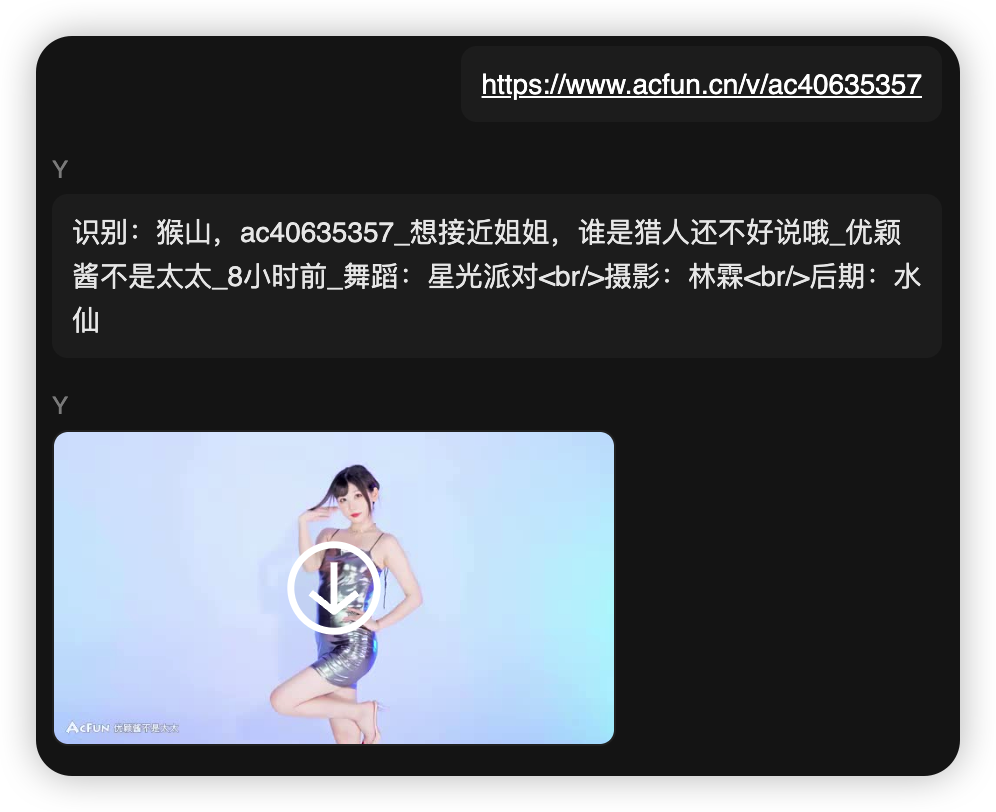 https://www.acfun.cn/v/ac40635357
Y
识别：猴山，ac40635357_想接近姐姐，谁是猎人还不好说哦_优颖
酱不是太太_8小时前_舞蹈：星光派对<br/>摄影：林霖<br/>后期：水
仙
Y
ACFUN 优颖酱不是太太